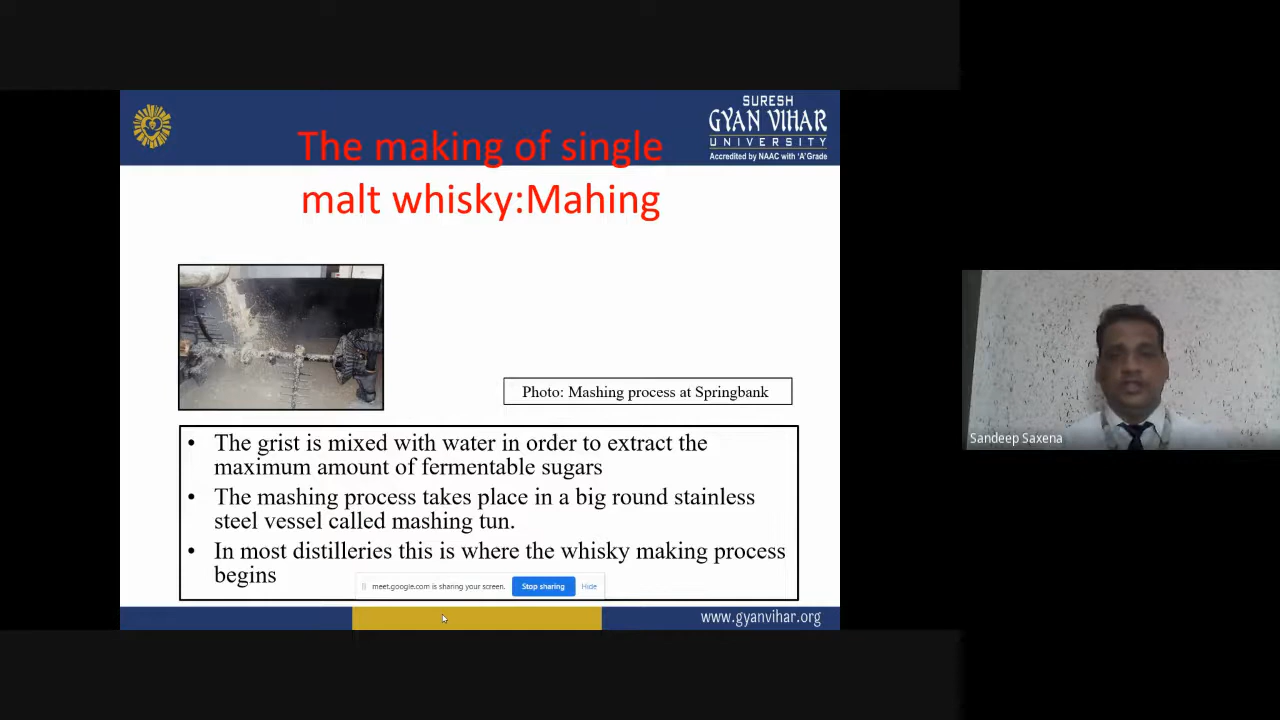 SURESH
GYAN VIHAR
UNIVERSITY
Accredited by NAAC with 'A' Grade
The making of single
malt whisky:Mahing
Photo: Mashing process at Springbank
• The grist is mixed with water in order to extract the
maximum amount of fermentable sugars
• The mashing process takes place in a big round stainless
steel vessel called mashing tun.
• In most distilleries this is where the whisky making process
begins
meet.google.com is sharing your screen. Stop sharing Hide
www.gyanvihar.org
Sandeep Saxena